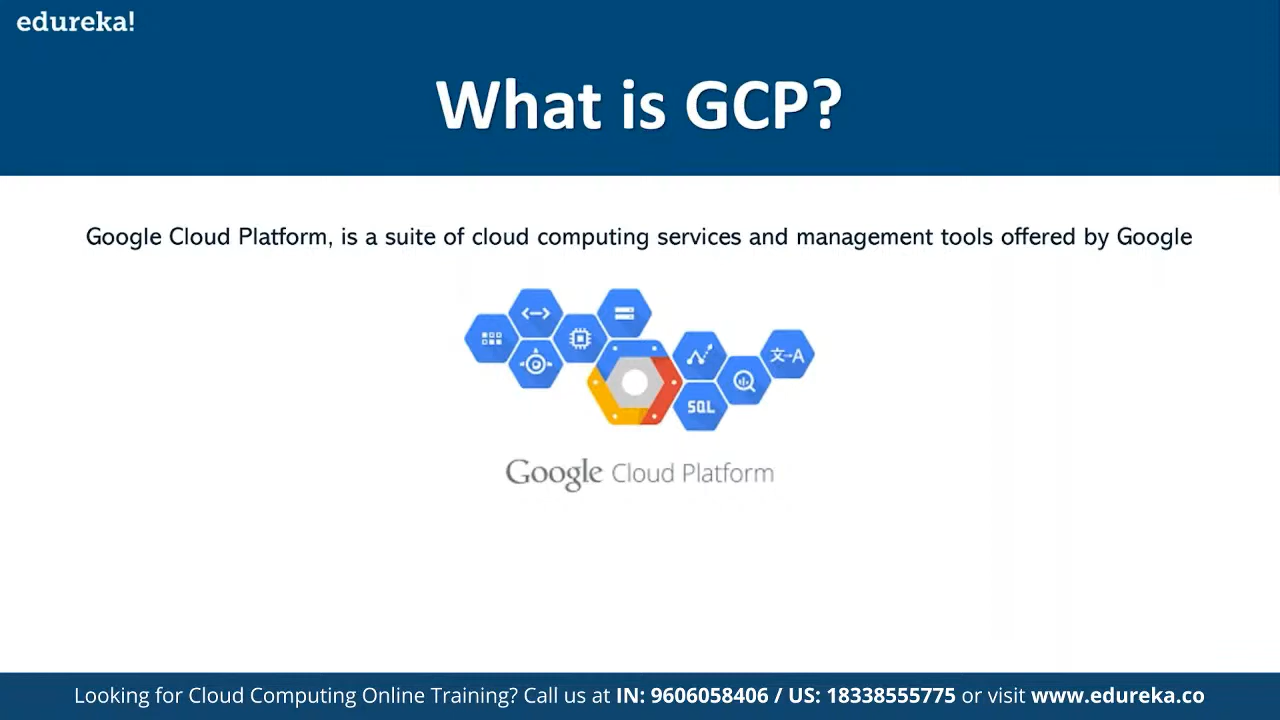 edureka!
What is GCP?
Google Cloud Platform, is a suite of cloud computing services and management tools offered by Google
文→A
SQL
Google Cloud Platform
Looking for Cloud Computing Online Training? Call us at IN: 9606058406 / US: 18338555775 or visit www.edureka.co